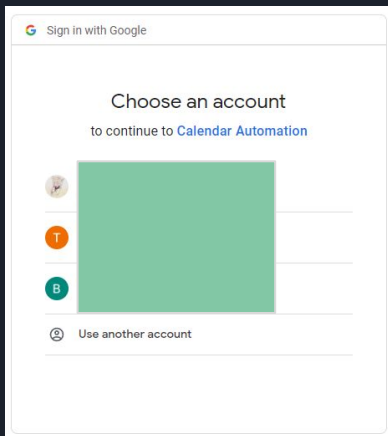 Sign in with Google
Choose an account
to continue to Calendar Automation
T
B
Use another account